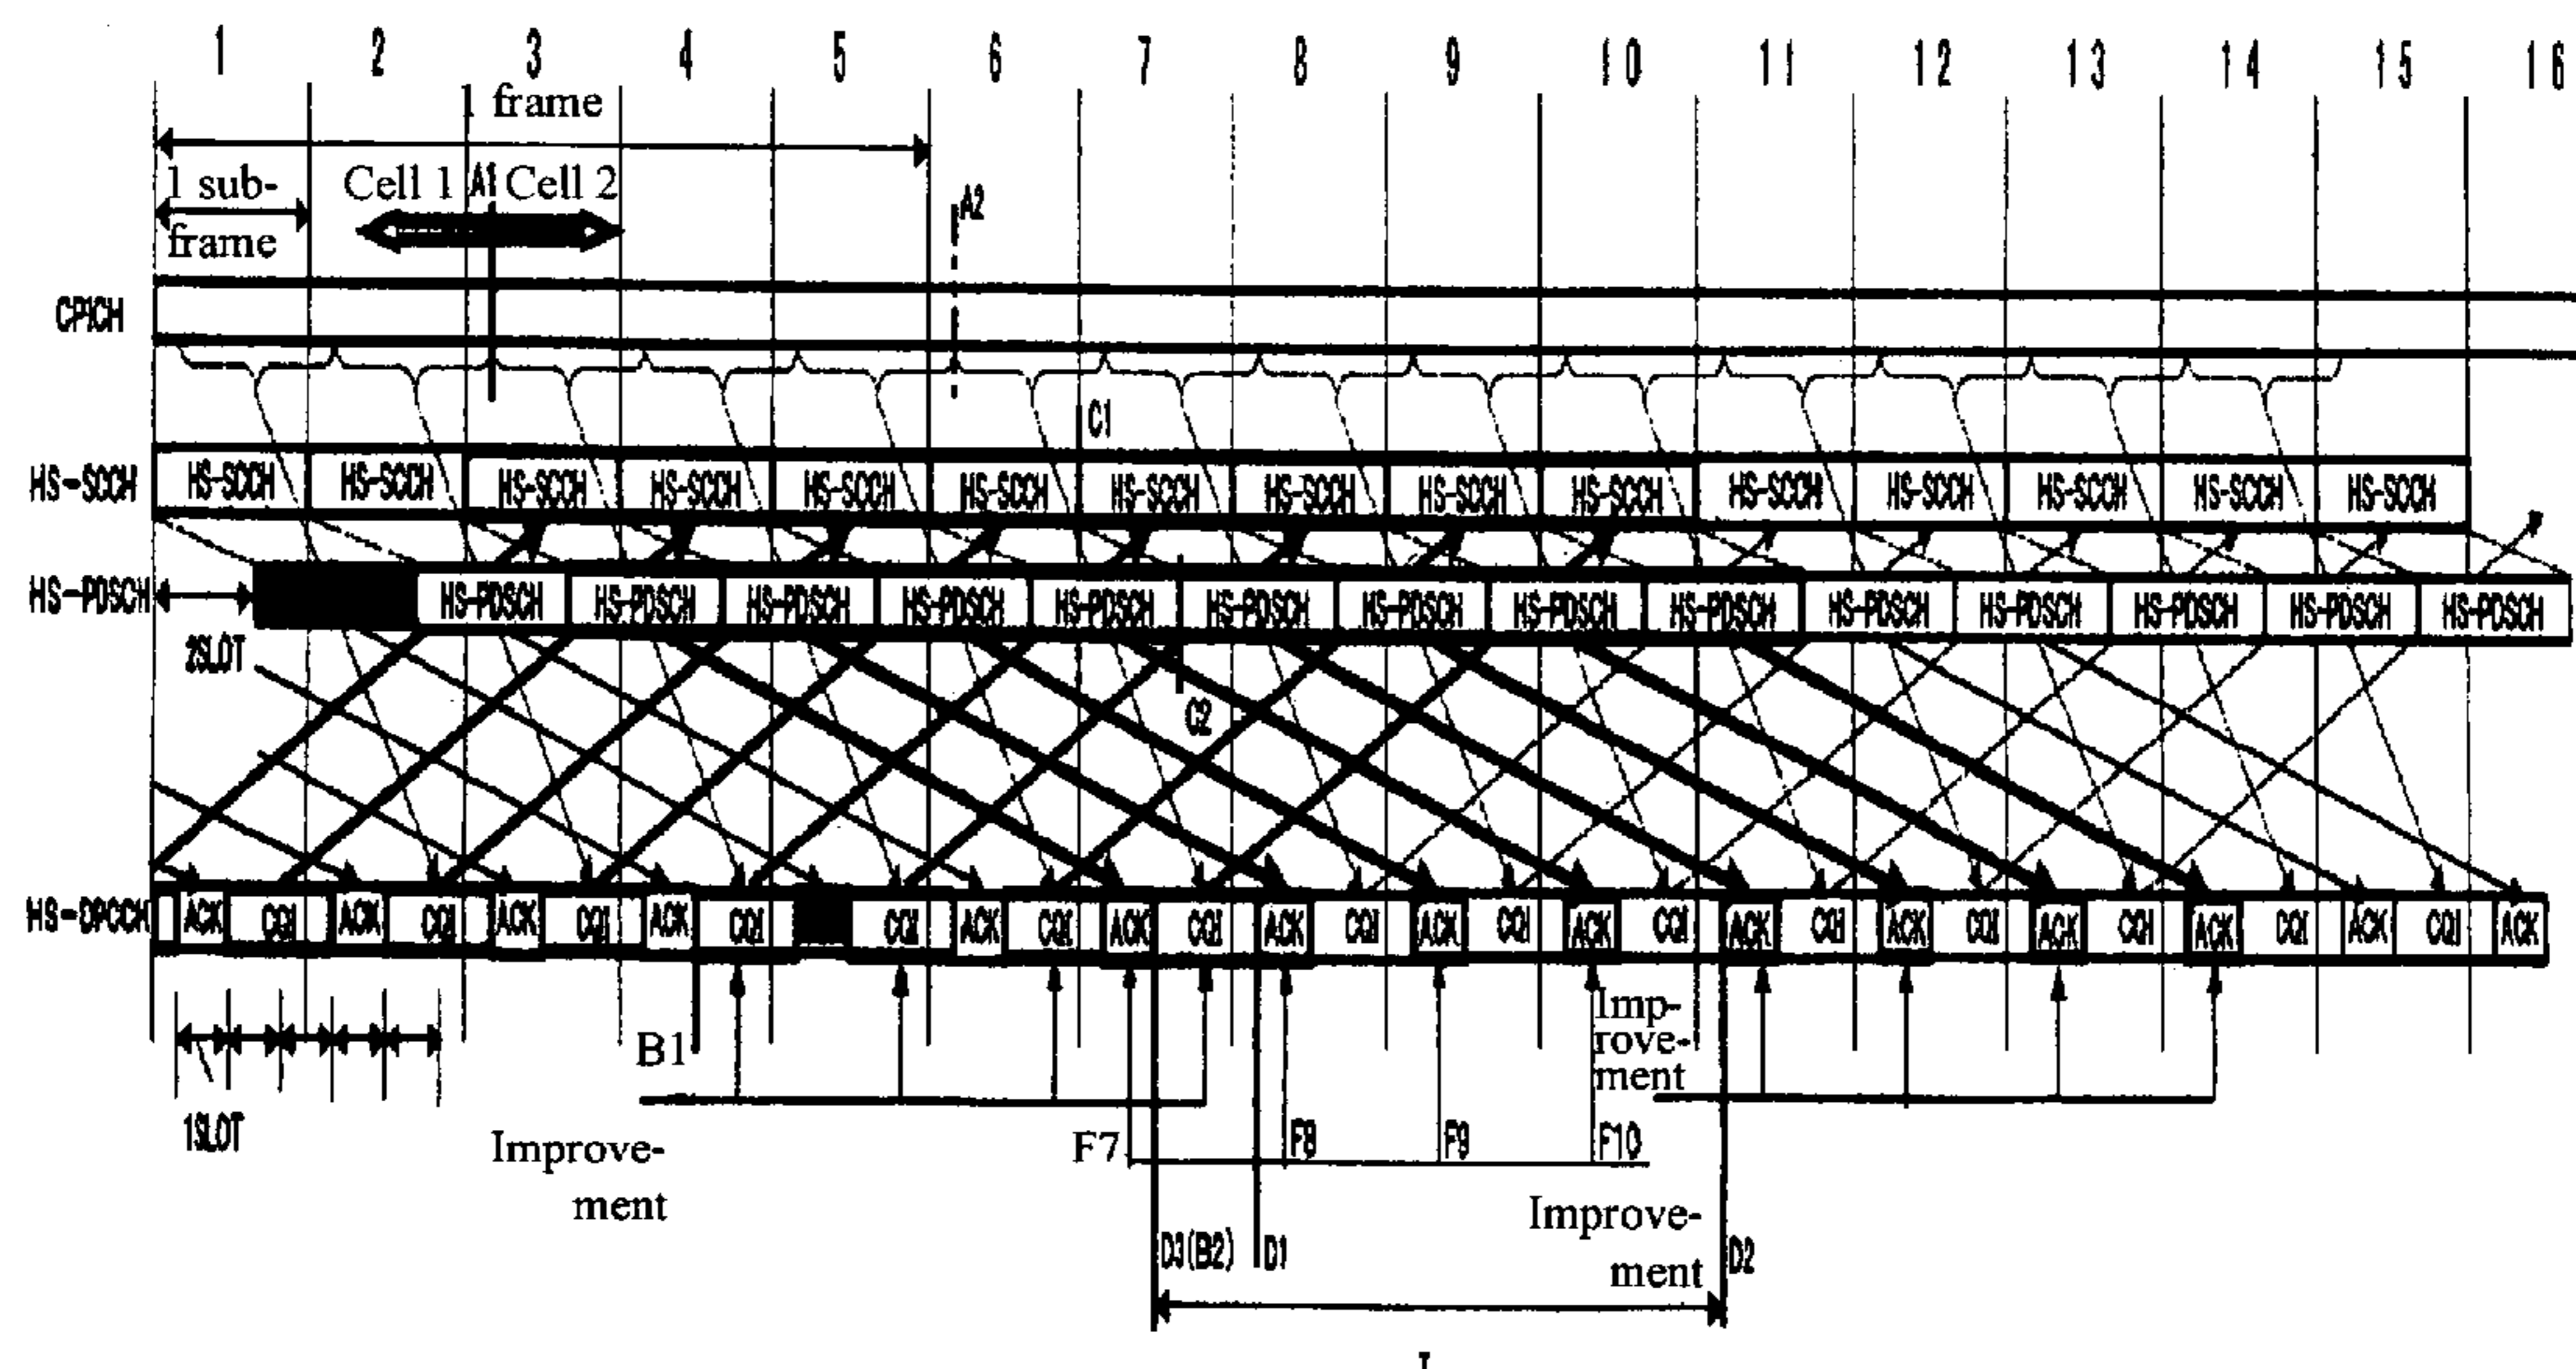 1 2 3 4 5 6 7 8 9 10 11 12 13 14 15 16
1 frame
1 sub-
frame
Cell 1 A1 Cell 2
A2
CPICH
C1
HS-SCCH HS-SCCH HS-SCCH HS-SCCH HS-SCCH HS-SCCH HS-SCCH HS-SCCH HS-SCCH HS-SCCH HS-SCCH HS-SCCH HS-SCCH HS-SCCH HS-SCCH HS-SCCH
HS-PDSCH HS-PDSCH HS-PDSCH HS-PDSCH HS-PDSCH HS-PDSCH HS-PDSCH HS-PDSCH HS-PDSCH HS-PDSCH HS-PDSCH HS-PDSCH HS-PDSCH HS-PDSCH HS-PDSCH
2SLOT
C2
HS-DPCCH ACK CQI ACK CQI ACK CQI ACK CQI CQI ACK CQI ACK CQI ACK CQI ACK CQI ACK CQI ACK CQI ACK CQI ACK CQI ACK CQI ACK CQI ACK
B1
Imp-
rove-
ment
1SLOT
Improve-
ment
F7 F8 F9 F10
Improve-
ment
D3(B2) D1 D2
T